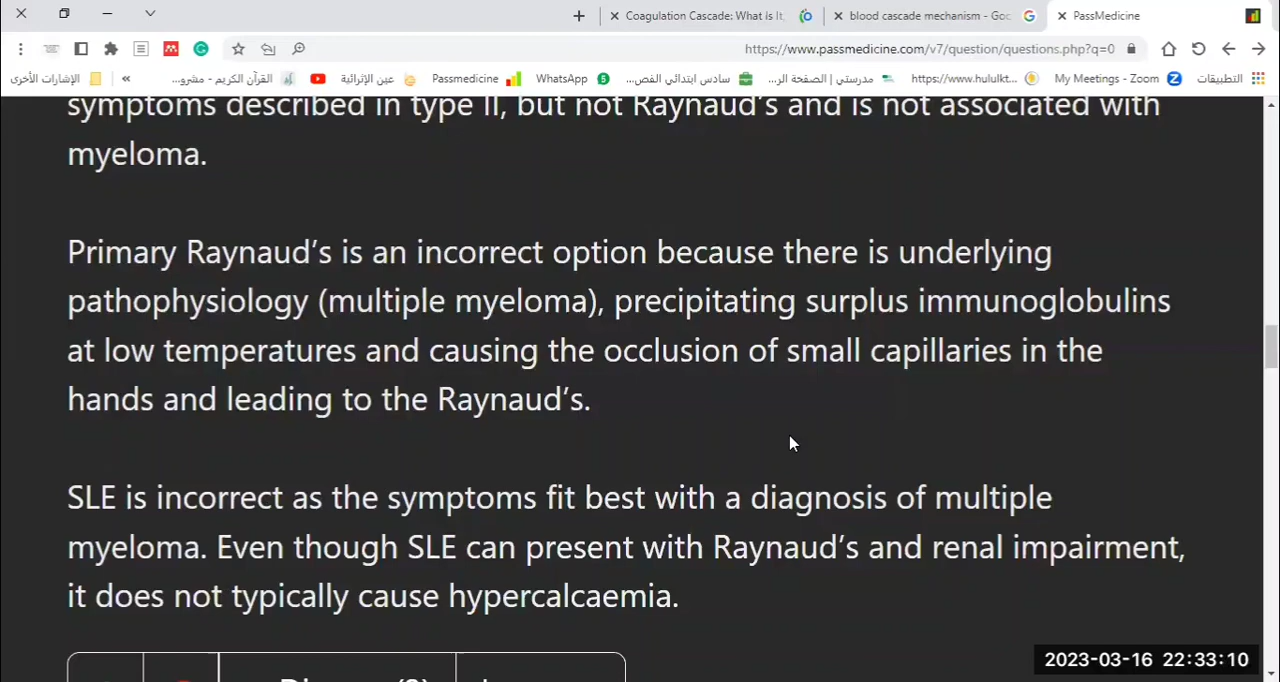 Coagulation Cascade: What is It
blood cascade mechanism - Goo
PassMedicine
https://www.passmedicine.com/v7/question/questions.php?q=0
الإشارات الأخرى
«
القرآن الكريم - مشرو...
عين الإثرائية
Passmedicine
WhatsApp
سادس ابتدائي الفص...
مدرستي | الصفحة الر...
https://www.hululkt...
My Meetings - Zoom
التطبيقات
symptoms described in type II, but not Raynaud's and is not associated with
myeloma.
Primary Raynaud's is an incorrect option because there is underlying
pathophysiology (multiple myeloma), precipitating surplus immunoglobulins
at low temperatures and causing the occlusion of small capillaries in the
hands and leading to the Raynaud's.
SLE is incorrect as the symptoms fit best with a diagnosis of multiple
myeloma. Even though SLE can present with Raynaud's and renal impairment,
it does not typically cause hypercalcaemia.
2023-03-16 22:33:10